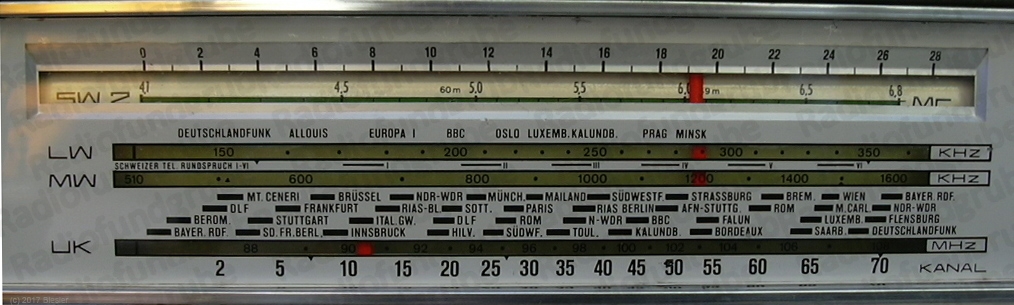 0 2 4 6 8 10 12 14 16 18 20 22 24 26 28
SW 2 4,1 4,5 60m 5,0 5,5 6,0 49m 6,5 6,8 MC
DEUTSCHLANDFUNK ALLOUIS EUROPA I BBC OSLO LUXEMB. KALUNDB. PRAG MINSK
LW 150 200 250 300 350 KHz
SCHWEIZER TEL. RUNDSPRUCH I-VI I II III IV V VI
MW 510 600 800 1000 1200 1400 1600 KHz
MT. CENERI BRÜSSEL NDR-WDR MÜNCH. MAILAND SÜDWESTF. STRASSBURG BREM. WIEN BAYER. RDF.
DLF FRANKFURT RIAS-BL. SOTT. PARIS RIAS BERLIN AFN-STUTTG. ROM M.CARL NDR-WDR
BEROM. STUTTGART ITAL.GW. DLF ROM N-WDR BBC FALUN LUXEMB. FLENSBURG
BAYER. RDF. SD.FR.BERL. INNSBRUCK HILV. SÜDWF. TOUL. KALUNDB. BORDEAUX SAARB. DEUTSCHLANDFUNK
UK 88 90 92 94 96 98 100 102 104 106 108 MHz
2 5 10 15 20 25 30 35 40 45 50 55 60 65 70 KANAL
Radiofunde
(c) 2017